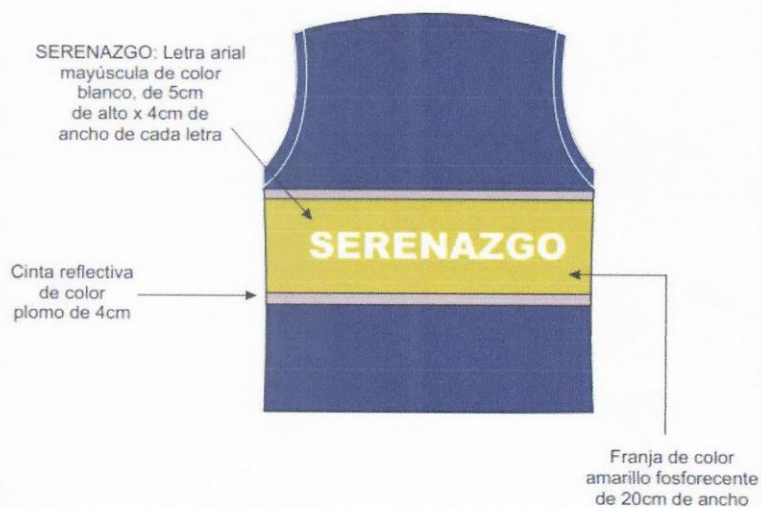 SERENAZGO: Letra arial
mayúscula de color
blanco, de 5cm
de alto x 4cm de
ancho de cada letra
SERENAZGO
Cinta reflectiva
de color
plomo de 4cm
Franja de color
amarillo fosforecente
de 20cm de ancho